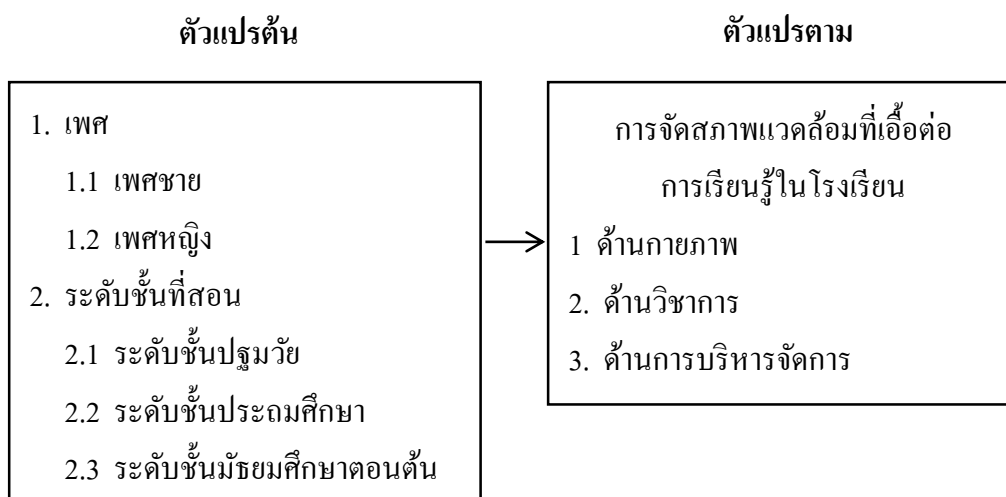 ตัวแปรต้น
1. เพศ
1.1 เพศชาย
1.2 เพศหญิง
2. ระดับชั้นที่สอน
2.1 ระดับชั้นปฐมวัย
2.2 ระดับชั้นประถมศึกษา
2.3 ระดับชั้นมัธยมศึกษาตอนต้น
ตัวแปรตาม
การจัดสภาพแวดล้อมที่เอื้อต่อ
การเรียนรู้ในโรงเรียน
1 ด้านกายภาพ
2. ด้านวิชาการ
3. ด้านการบริหารจัดการ